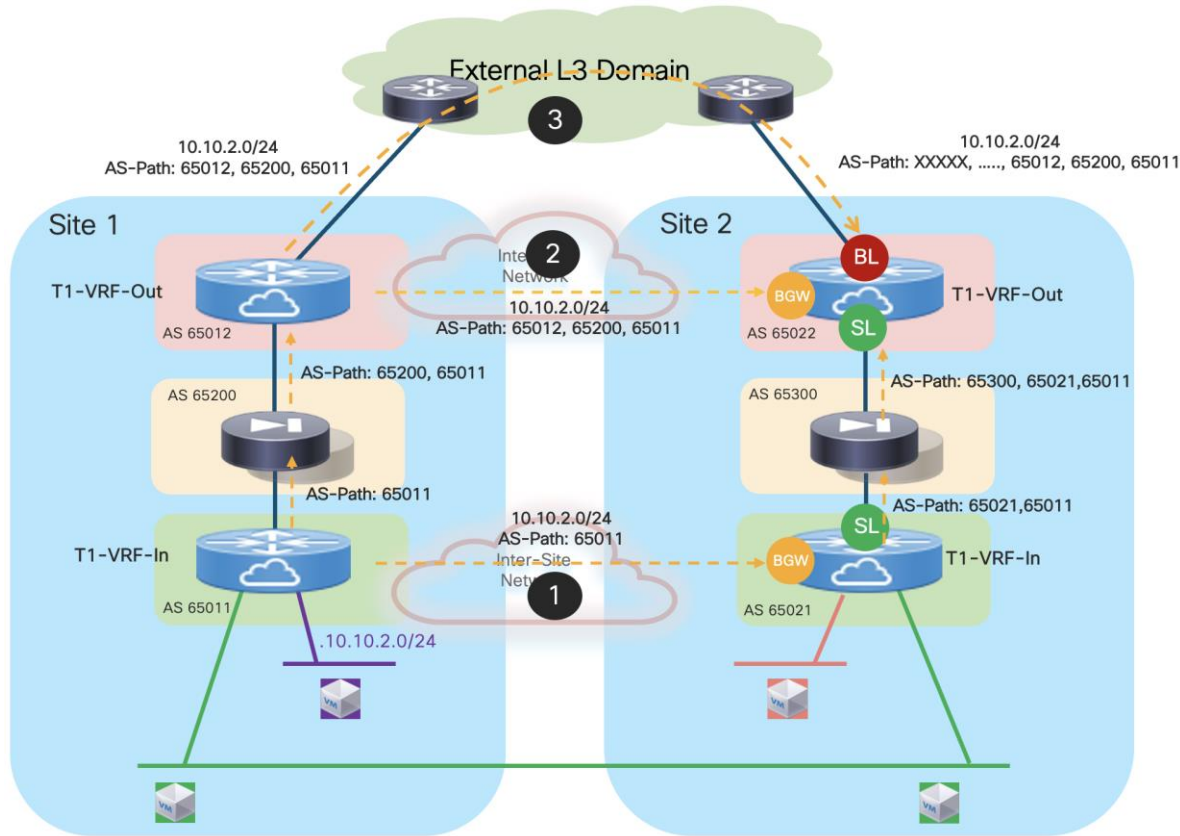 External L3 Domain
3
10.10.2.0/24
AS-Path: 65012, 65200, 65011
10.10.2.0/24
AS-Path: XXXXX, ....., 65012, 65200, 65011
Site 1
Site 2
2
Network
10.10.2.0/24
AS-Path: 65012, 65200, 65011
T1-VRF-Out
AS 65012
BL
BGW
SL
T1-VRF-Out
AS 65022
AS-Path: 65200, 65011
AS-Path: 65300, 65021,65011
AS 65200
AS 65300
AS-Path: 65011
AS-Path: 65021,65011
10.10.2.0/24
AS-Path: 65011
Inter-Site
1
T1-VRF-In
AS 65011
SL
BGW
T1-VRF-In
AS 65021
.10.10.2.0/24
VM
VM
VM
VM